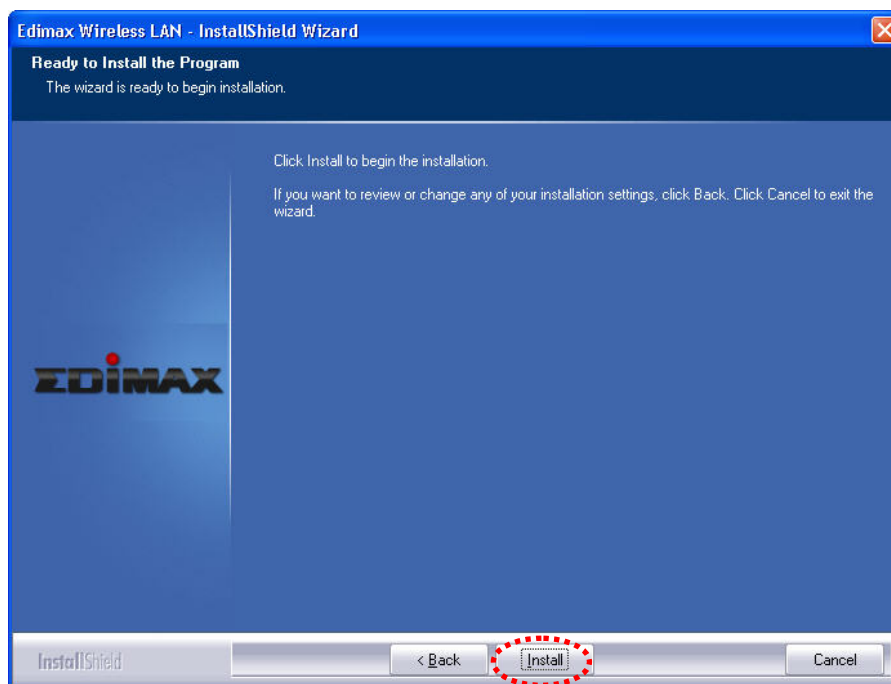 Edimax Wireless LAN - InstallShield Wizard
Ready to Install the Program
The wizard is ready to begin installation.
Click Install to begin the installation.
If you want to review or change any of your installation settings, click Back. Click Cancel to exit the
wizard.
EDIMAX
InstallShield
< Back
Install
Cancel